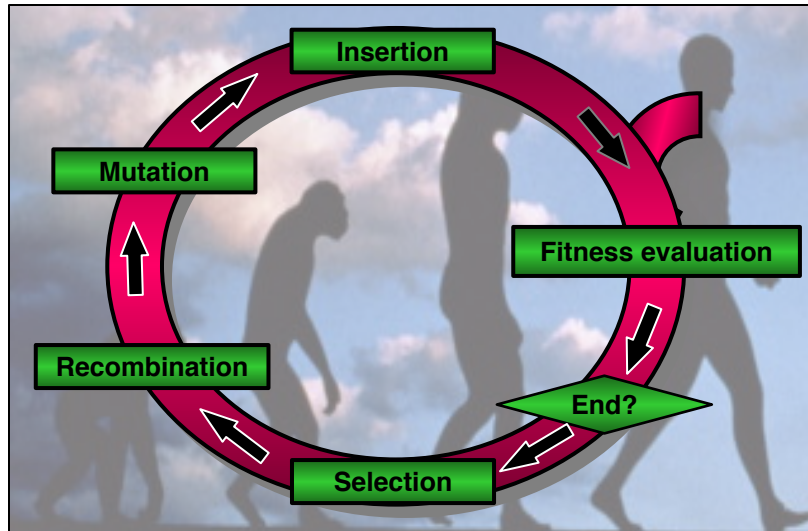 Insertion
Mutation
Fitness evaluation
Recombination
End?
Selection